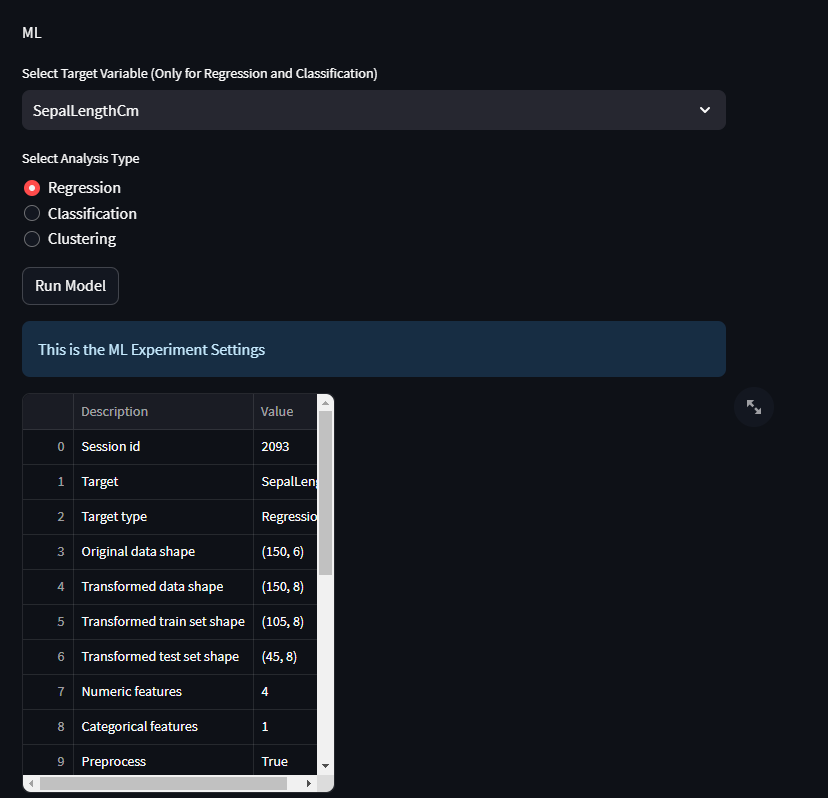 ML
Select Target Variable (Only for Regression and Classification)
SepalLengthCm
Select Analysis Type
Regression
Classification
Clustering
Run Model
This is the ML Experiment Settings
Description Value
0 Session id 2093
1 Target SepalLeng
2 Target type Regressio
3 Original data shape (150, 6)
4 Transformed data shape (150, 8)
5 Transformed train set shape (105, 8)
6 Transformed test set shape (45, 8)
7 Numeric features 4
8 Categorical features 1
9 Preprocess True